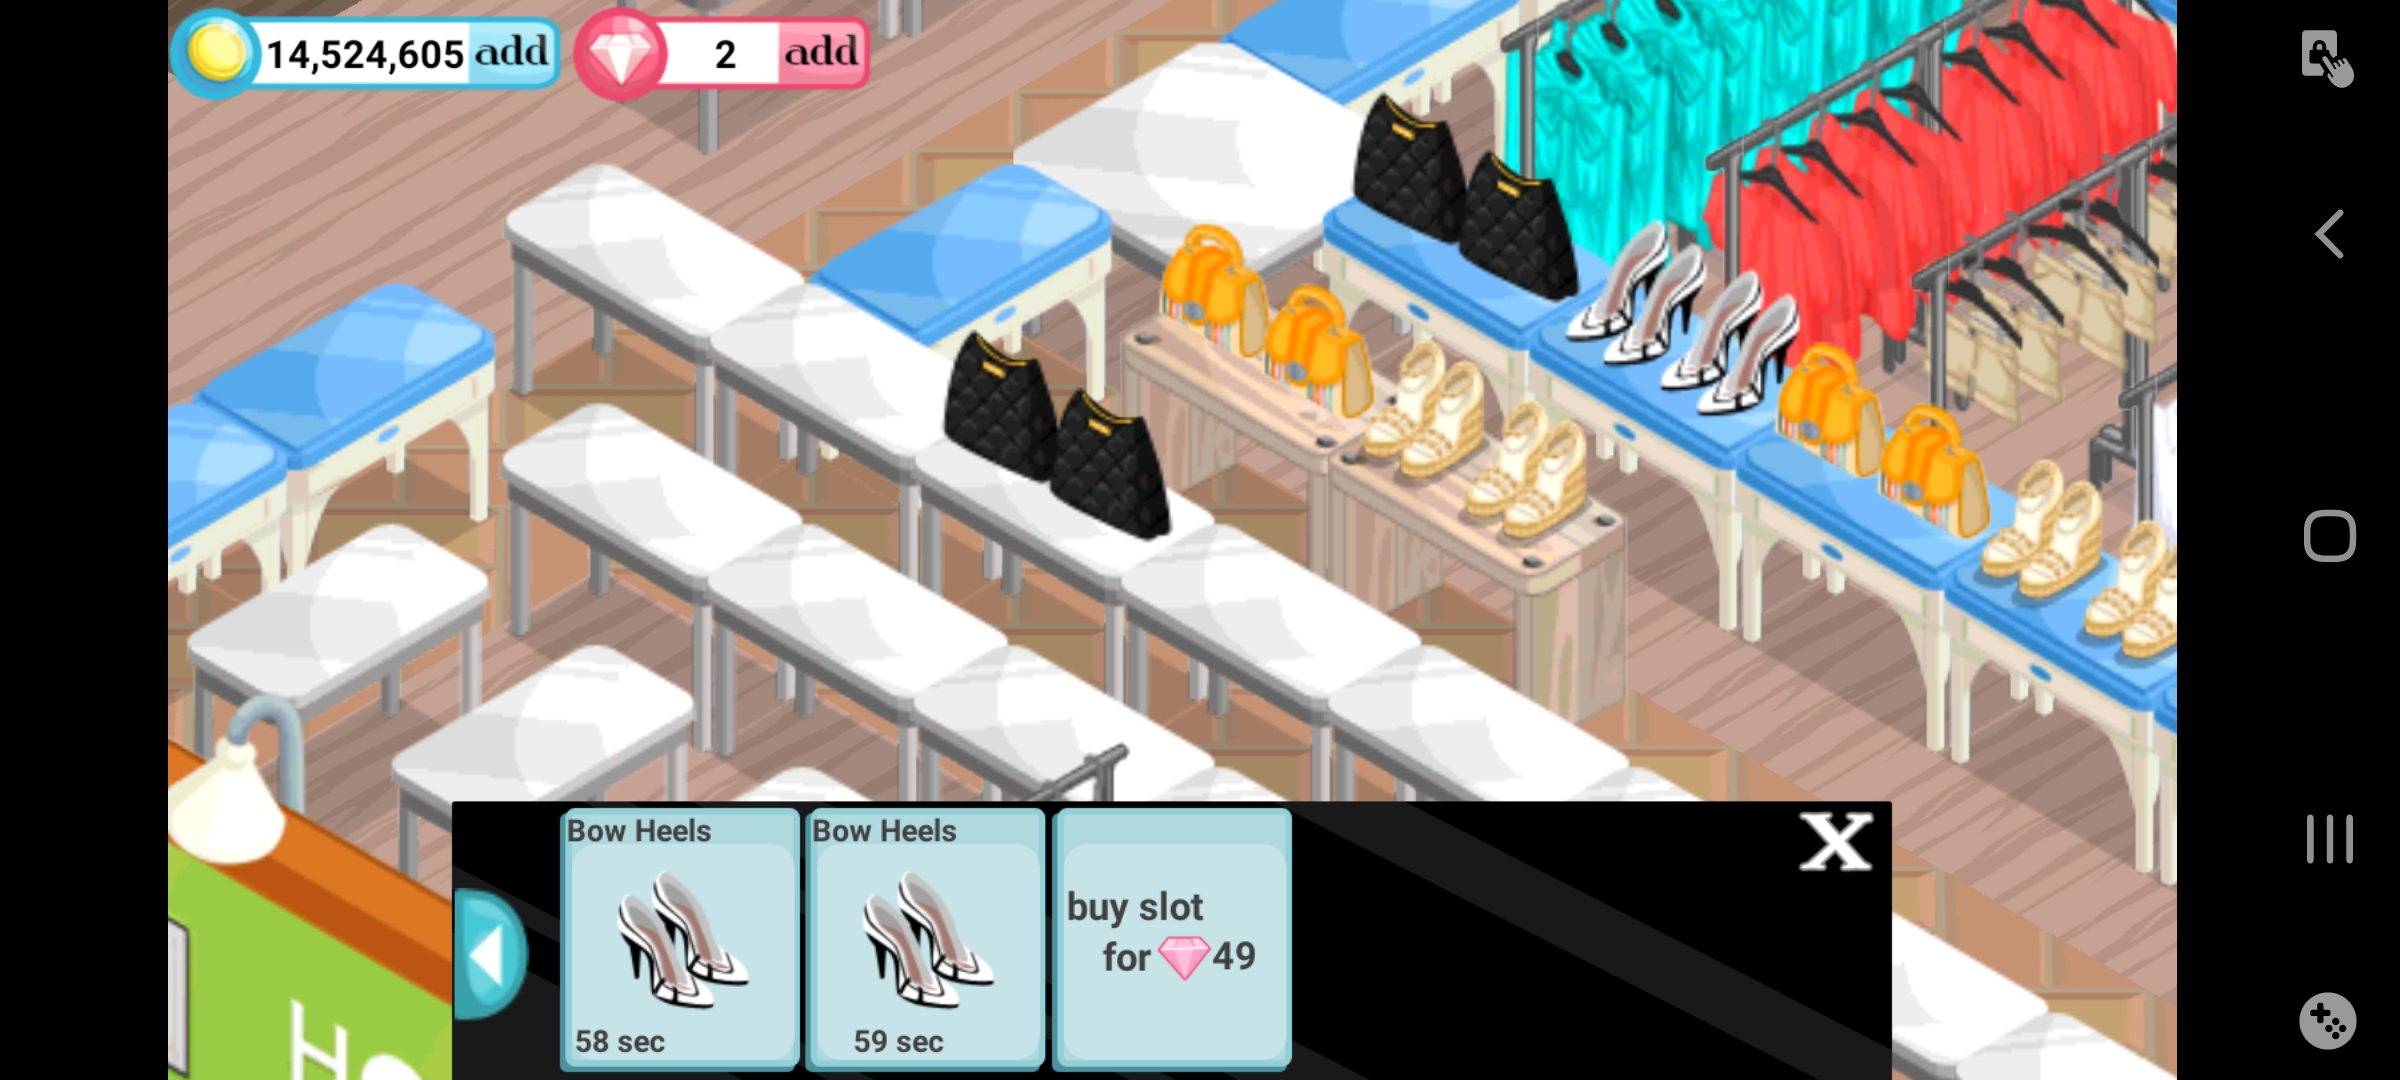 14,524,605 add
2 add
Bow Heels
58 sec
Bow Heels
59 sec
buy slot
for 49
X